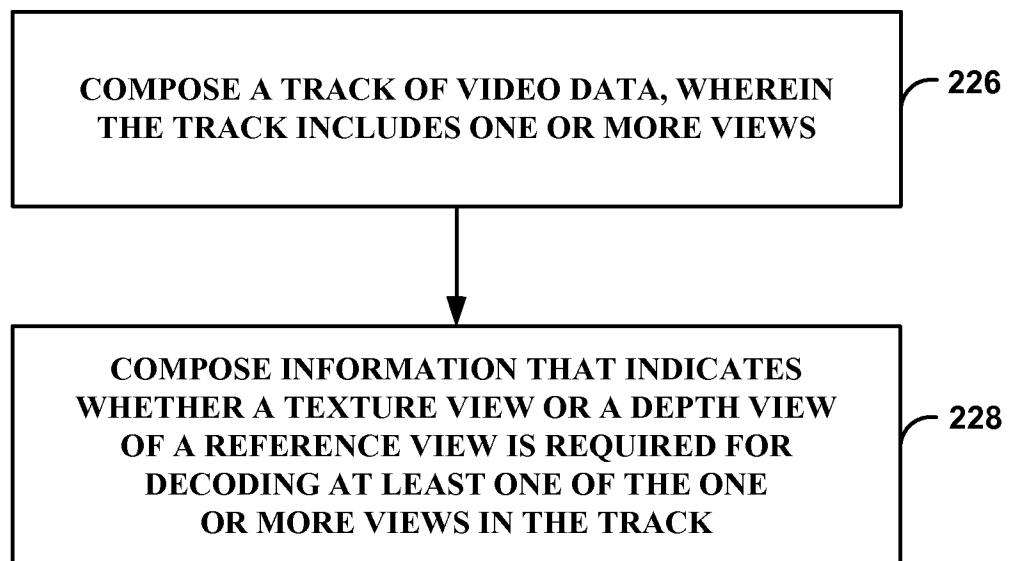 COMPOSE A TRACK OF VIDEO DATA, WHEREIN
THE TRACK INCLUDES ONE OR MORE VIEWS
226
COMPOSE INFORMATION THAT INDICATES
WHETHER A TEXTURE VIEW OR A DEPTH VIEW
OF A REFERENCE VIEW IS REQUIRED FOR
DECODING AT LEAST ONE OF THE ONE
OR MORE VIEWS IN THE TRACK
228